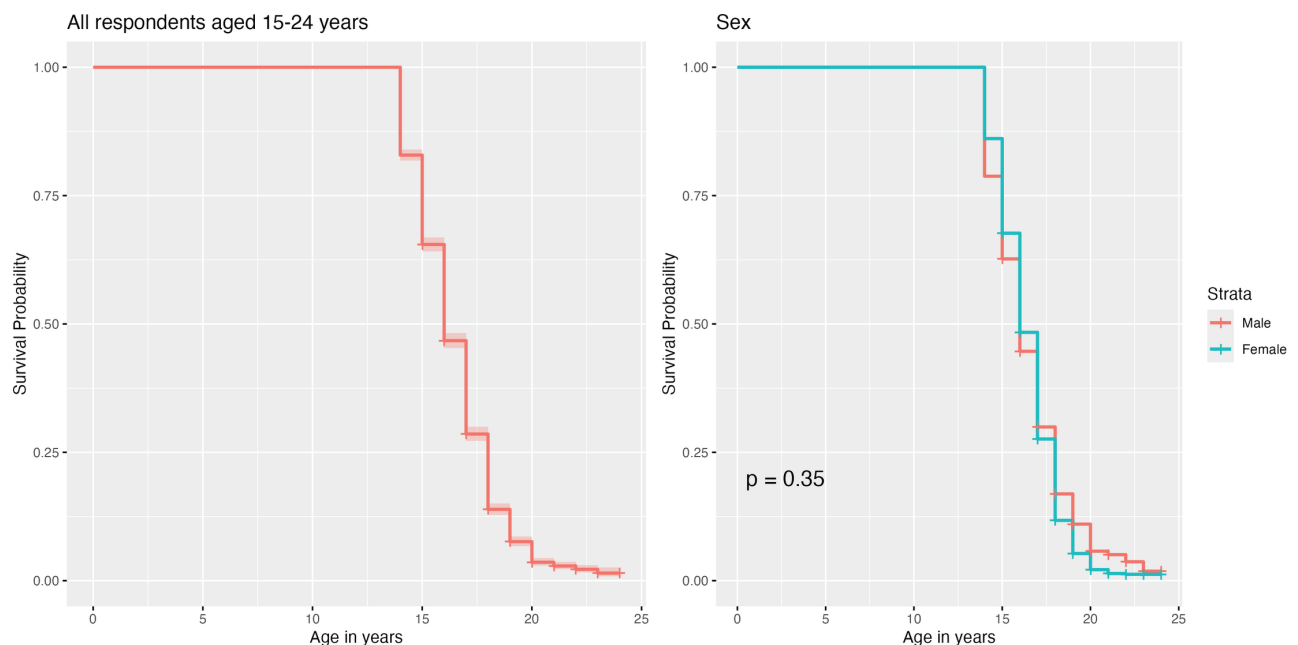 All respondents aged 15-24 years
1.00
0.75
0.50
0.25
0.00
Survival Probability
0 5 10 15 20 25
Age in years
Sex
1.00
0.75
0.50
0.25
0.00
Survival Probability
p = 0.35
0 5 10 15 20 25
Age in years
Strata
Male
Female